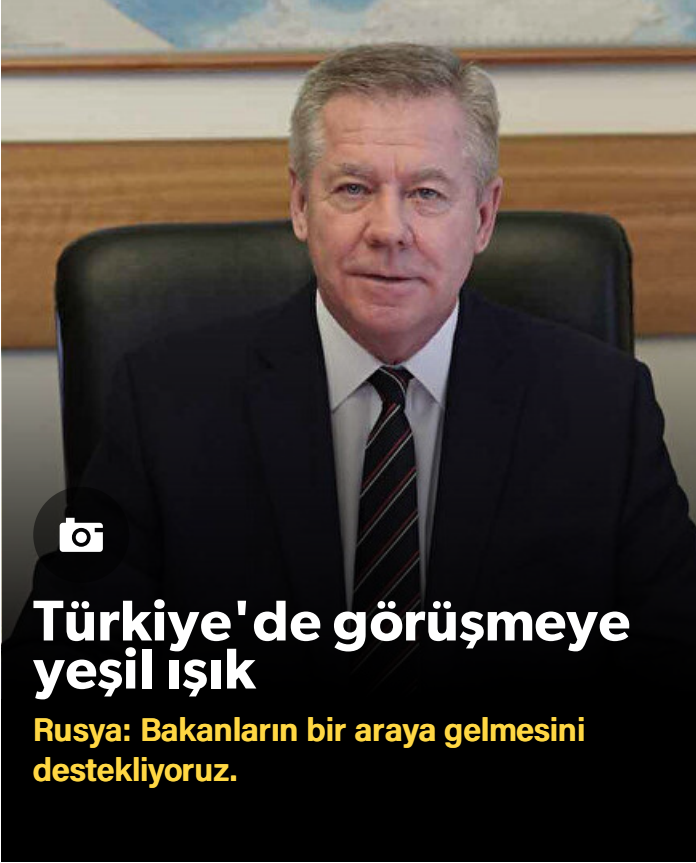 Türkiye'de görüşmeye
yeşil ışık
Rusya: Bakanların bir araya gelmesini
destekliyoruz.